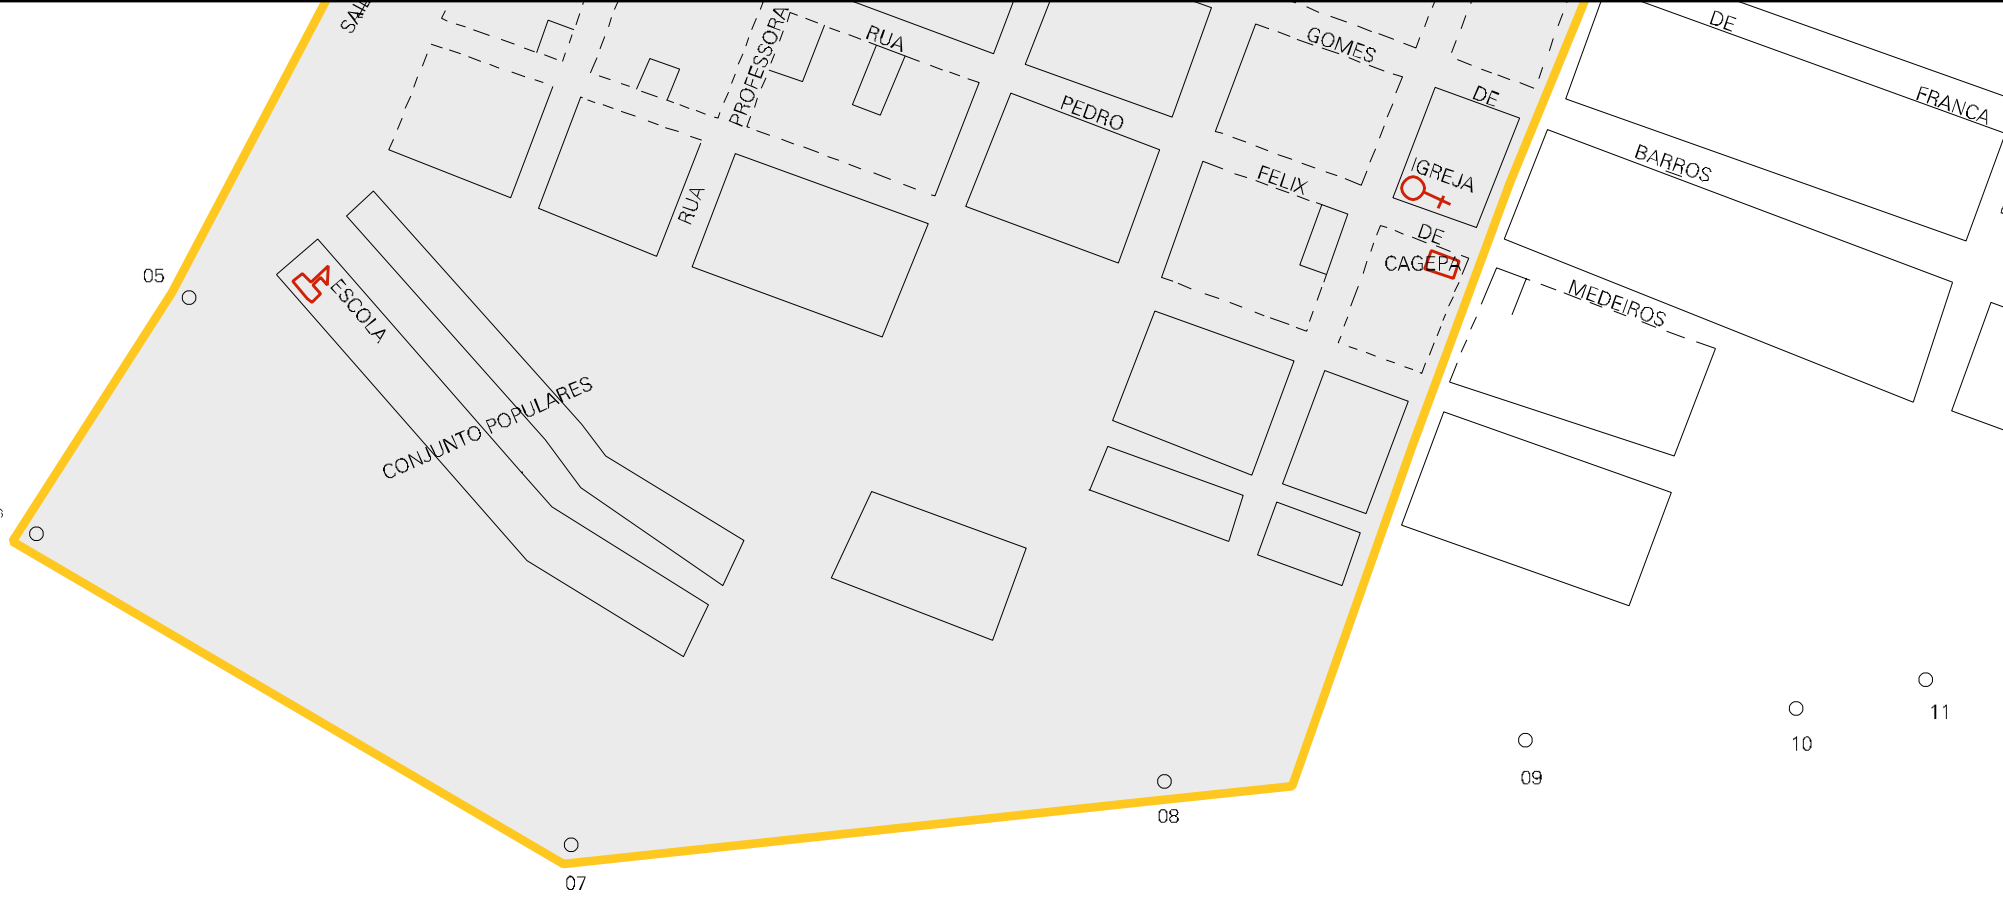 RUA
PROFESSORA
RUA
PEDRO
GOMES
DE
DE
FRANCA
BARROS
IGREJA
FELIX
DE
MEDEIROS
CAGEPA
RUA
ESCOLA
CONJUNTO POPULARES
05
07
08
09
10
11